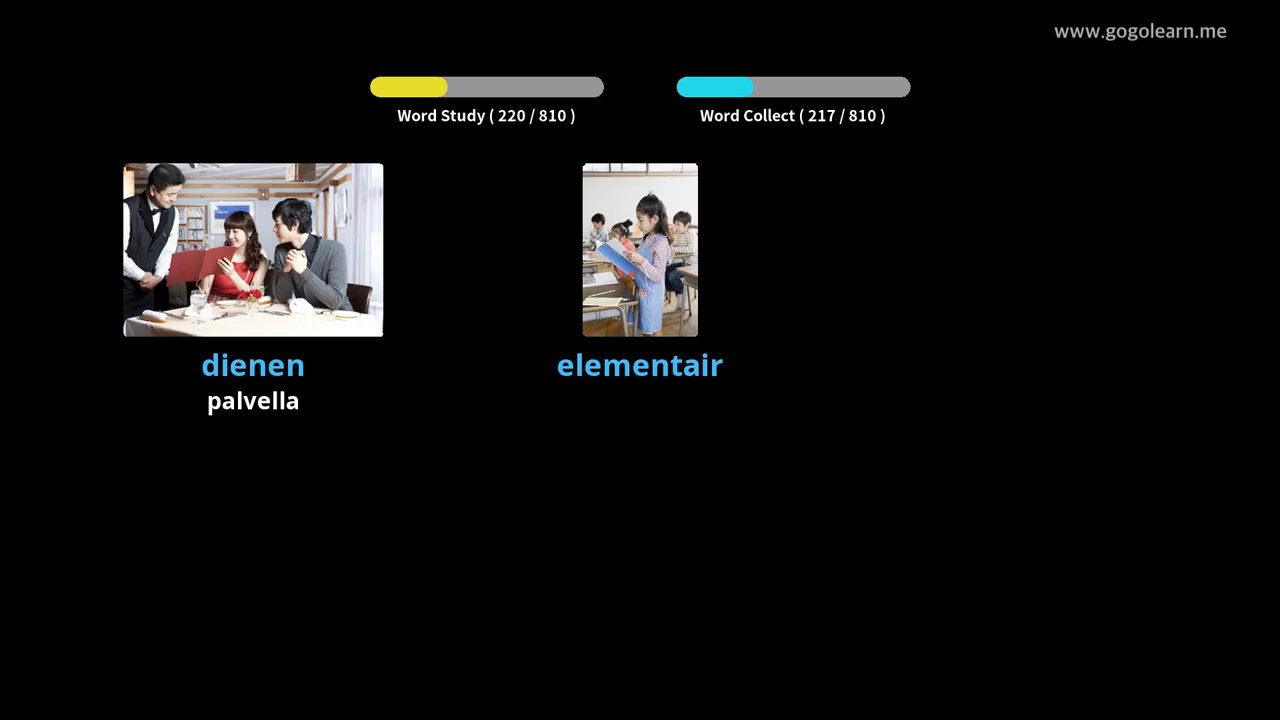 www.gogolearn.me
Word Study ( 220 / 810 )
Word Collect ( 217 / 810 )
dienen
palvella
elementair